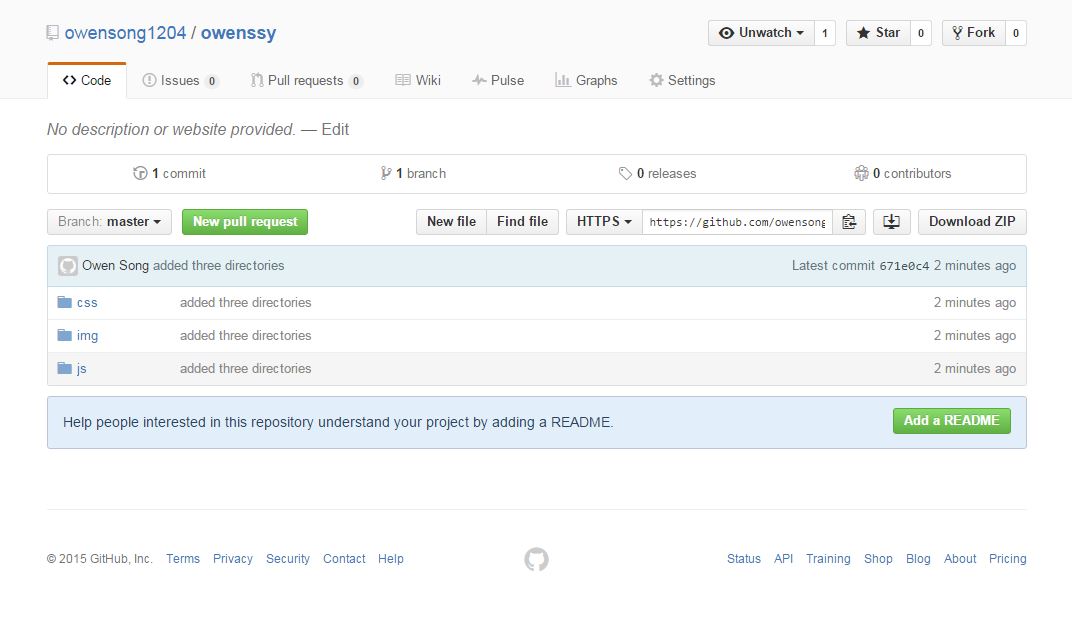 owensong1204 / owenssy Unwatch 1 Star 0 Fork 0
Code Issues 0 Pull requests 0 Wiki Pulse Graphs Settings
No description or website provided. — Edit
1 commit 1 branch 0 releases 0 contributors
Branch: master New pull request New file Find file HTTPS https://github.com/owensong Download ZIP
Owen Song added three directories Latest commit 671e0c4 2 minutes ago
css added three directories 2 minutes ago
img added three directories 2 minutes ago
js added three directories 2 minutes ago
Help people interested in this repository understand your project by adding a README. Add a README
© 2015 GitHub, Inc. Terms Privacy Security Contact Help Status API Training Shop Blog About Pricing